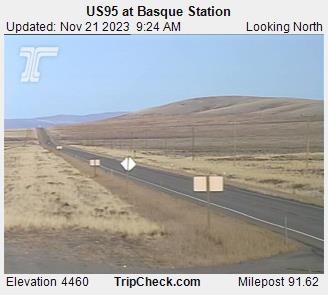 US95 at Basque Station
Updated: Nov 21 2023 9:24 AM Looking North
Elevation 4460 TripCheck.com Milepost 91.62